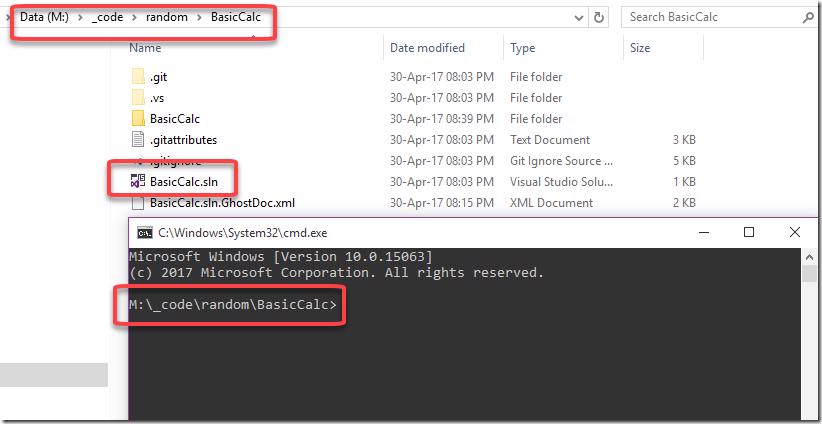 Data (M:) > _code > random > BasicCalc
Search BasicCalc
Name Date modified Type Size
.git 30-Apr-17 08:03 PM File folder
.vs 30-Apr-17 08:03 PM File folder
BasicCalc 30-Apr-17 08:39 PM File folder
.gitattributes 30-Apr-17 08:03 PM Text Document 3 KB
.gitignore 30-Apr-17 08:03 PM Git Ignore Source ... 5 KB
BasicCalc.sln 30-Apr-17 08:03 PM Visual Studio Solu... 2 KB
BasicCalc.sln.GhostDoc.xml 30-Apr-17 08:15 PM XML Document 2 KB
C:\Windows\System32\cmd.exe
Microsoft Windows [Version 10.0.15063]
(c) 2017 Microsoft Corporation. All rights reserved.
M:\_code\random\BasicCalc>